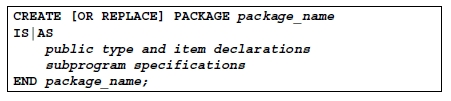 CREATE [OR REPLACE] PACKAGE package_name
IS|AS
public type and item declarations
subprogram specifications
END package_name;